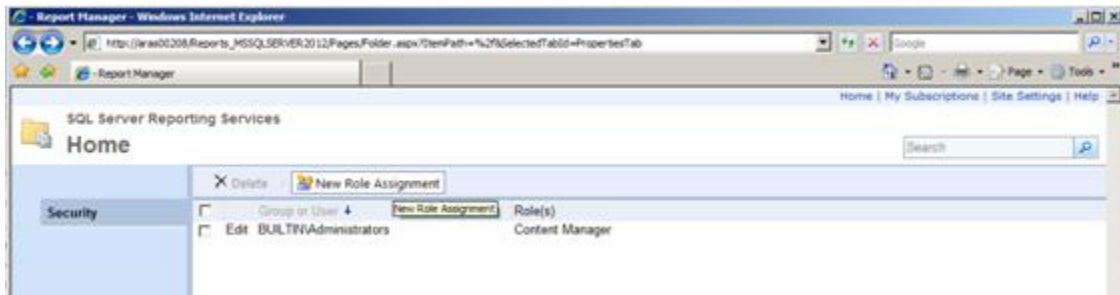 - Report Manager - Windows Internet Explorer
http://aras00208/Reports_MSSQLSERVER2012/Pages/Folder.aspx?ItemPath=%2f&SelectedTabId=PropertiesTab
Google
- Report Manager
Page
Tools
Home | My Subscriptions | Site Settings | Help
SQL Server Reporting Services
Home
Search
Delete
New Role Assignment
Security
Group or User
New Role Assignment
Role(s)
Edit BUILTIN\Administrators Content Manager